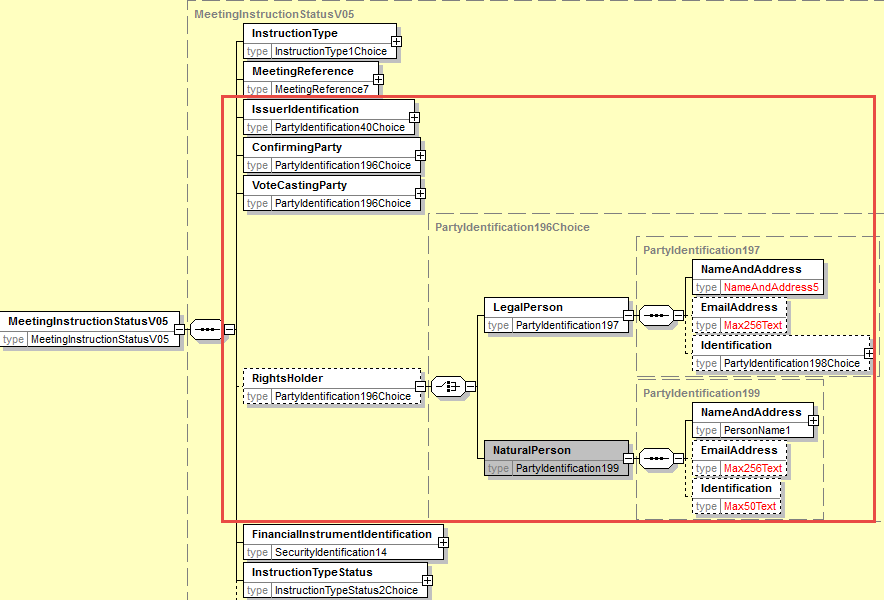 MeetingInstructionStatusV05
InstructionType
type InstructionType1Choice
MeetingReference
type MeetingReference7
IssuerIdentification
type PartyIdentification40Choice
ConfirmingParty
type PartyIdentification196Choice
VoteCastingParty
type PartyIdentification196Choice
PartyIdentification196Choice
PartyIdentification197
NameAndAddress
type NameAndAddress5
LegalPerson
type PartyIdentification197
EmailAddress
type Max256Text
MeetingInstructionStatusV05
type MeetingInstructionStatusV05
Identification
type PartyIdentification198Choice
RightsHolder
type PartyIdentification196Choice
PartyIdentification199
NameAndAddress
type PersonName1
NaturalPerson
type PartyIdentification199
EmailAddress
type Max256Text
Identification
type Max50Text
FinancialInstrumentIdentification
type SecurityIdentification14
InstructionTypeStatus
type InstructionTypeStatus2Choice